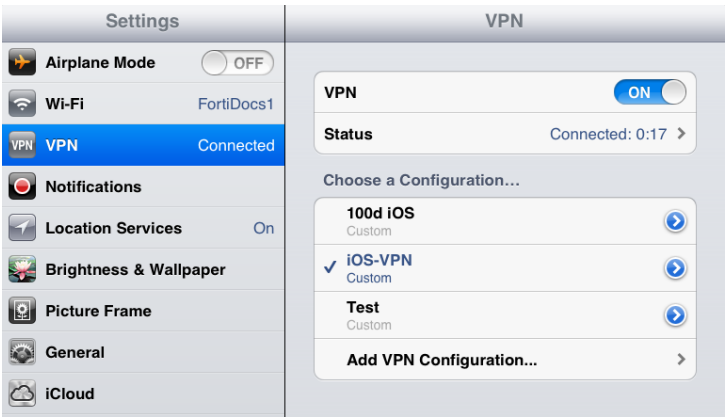 Settings
Airplane Mode OFF
Wi-Fi FortiDocs1
VPN VPN Connected
Notifications
Location Services On
Brightness & Wallpaper
Picture Frame
General
iCloud
VPN
VPN ON
Status Connected: 0:17
Choose a Configuration...
100d iOS
Custom
iOS-VPN
Custom
Test
Custom
Add VPN Configuration...